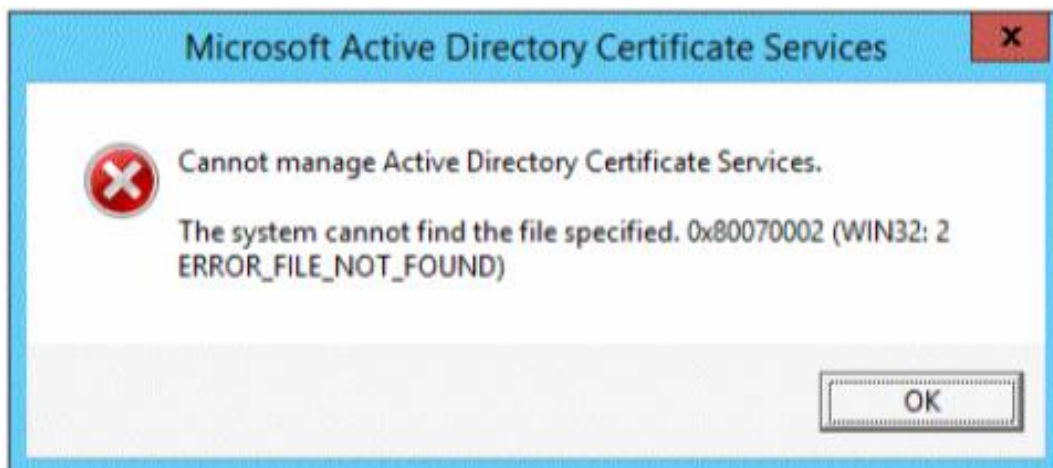 Microsoft Active Directory Certificate Services
x
Cannot manage Active Directory Certificate Services.
The system cannot find the file specified. 0x80070002 (WIN32: 2
ERROR_FILE_NOT_FOUND)
OK